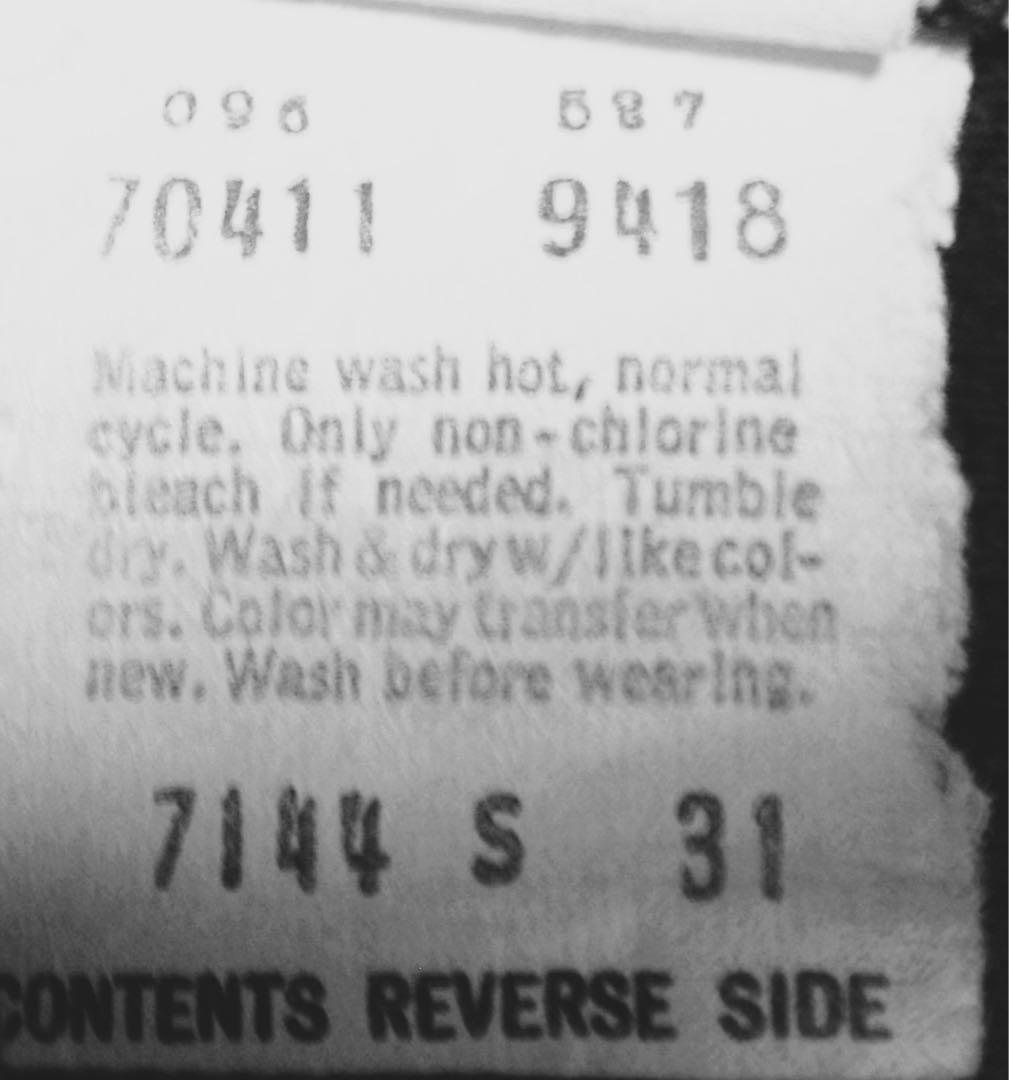 096 527
70411 9418
Machine wash hot, normal
cycle. Only non-chlorine
bleach if needed. Tumble
dry. Wash & dry w/like col-
ors. Color may transfer when
new. Wash before wearing.
7144 S 31
CONTENTS REVERSE SIDE